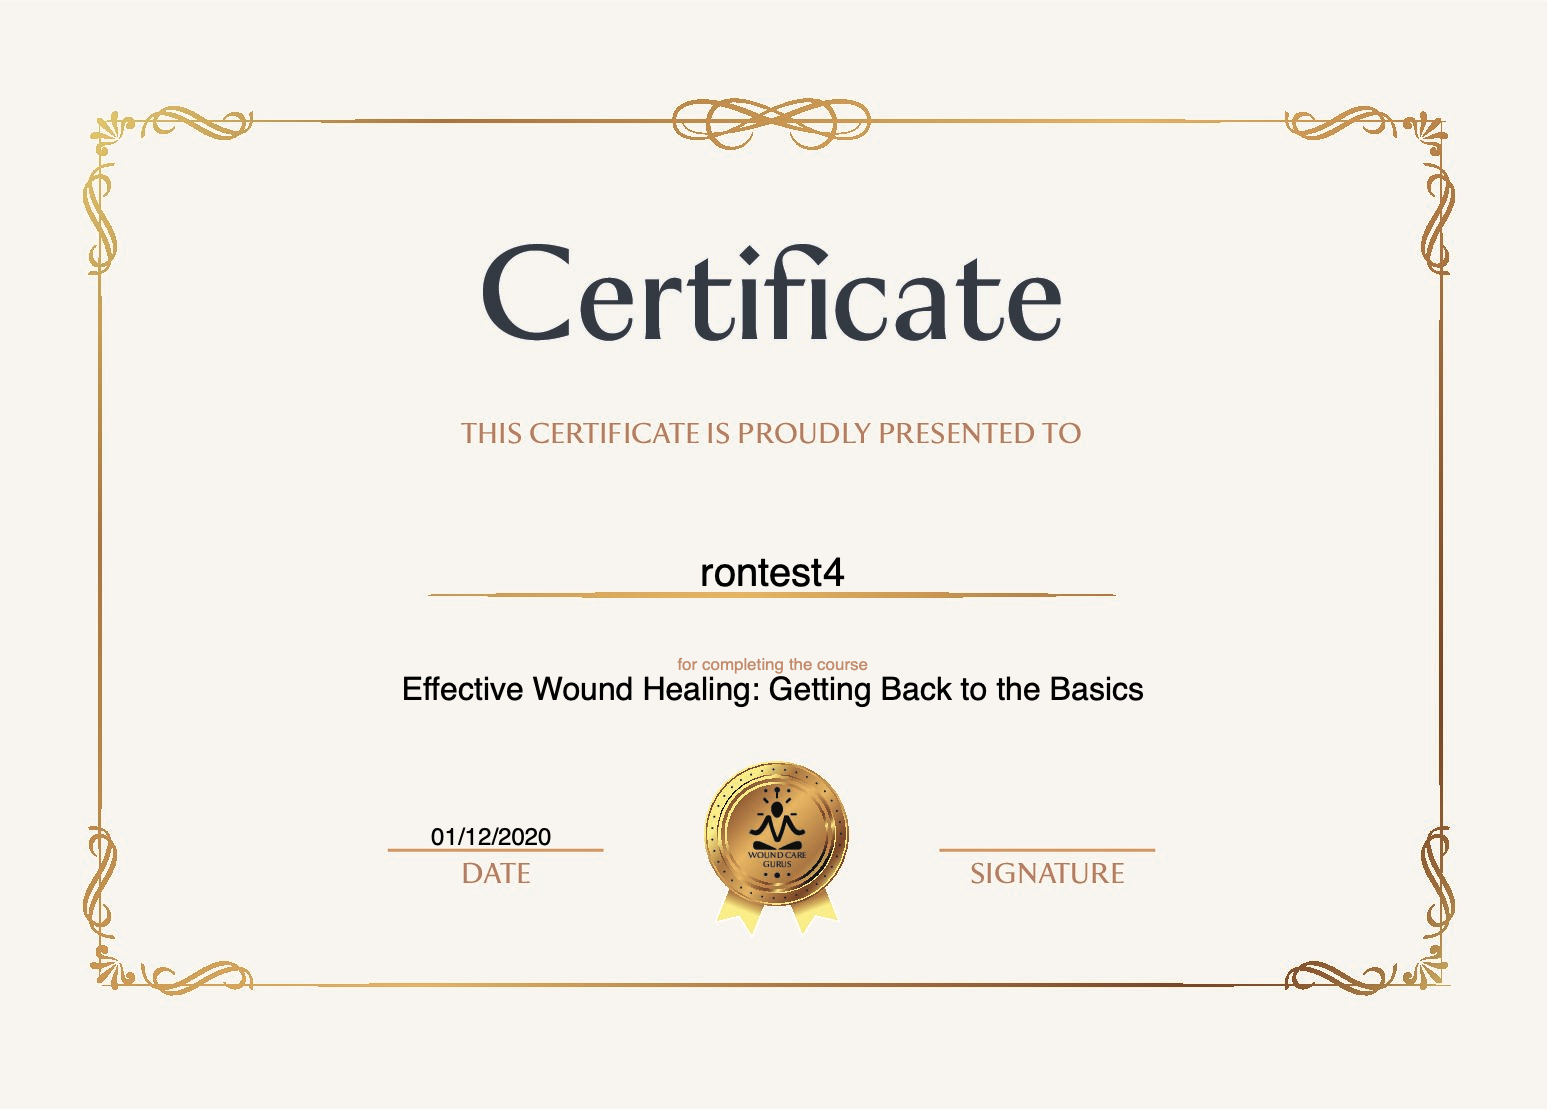 Certificate
THIS CERTIFICATE IS PROUDLY PRESENTED TO
rontest4
for completing the course
Effective Wound Healing: Getting Back to the Basics
01/12/2020
DATE
WOUND CARE
GURUS
SIGNATURE